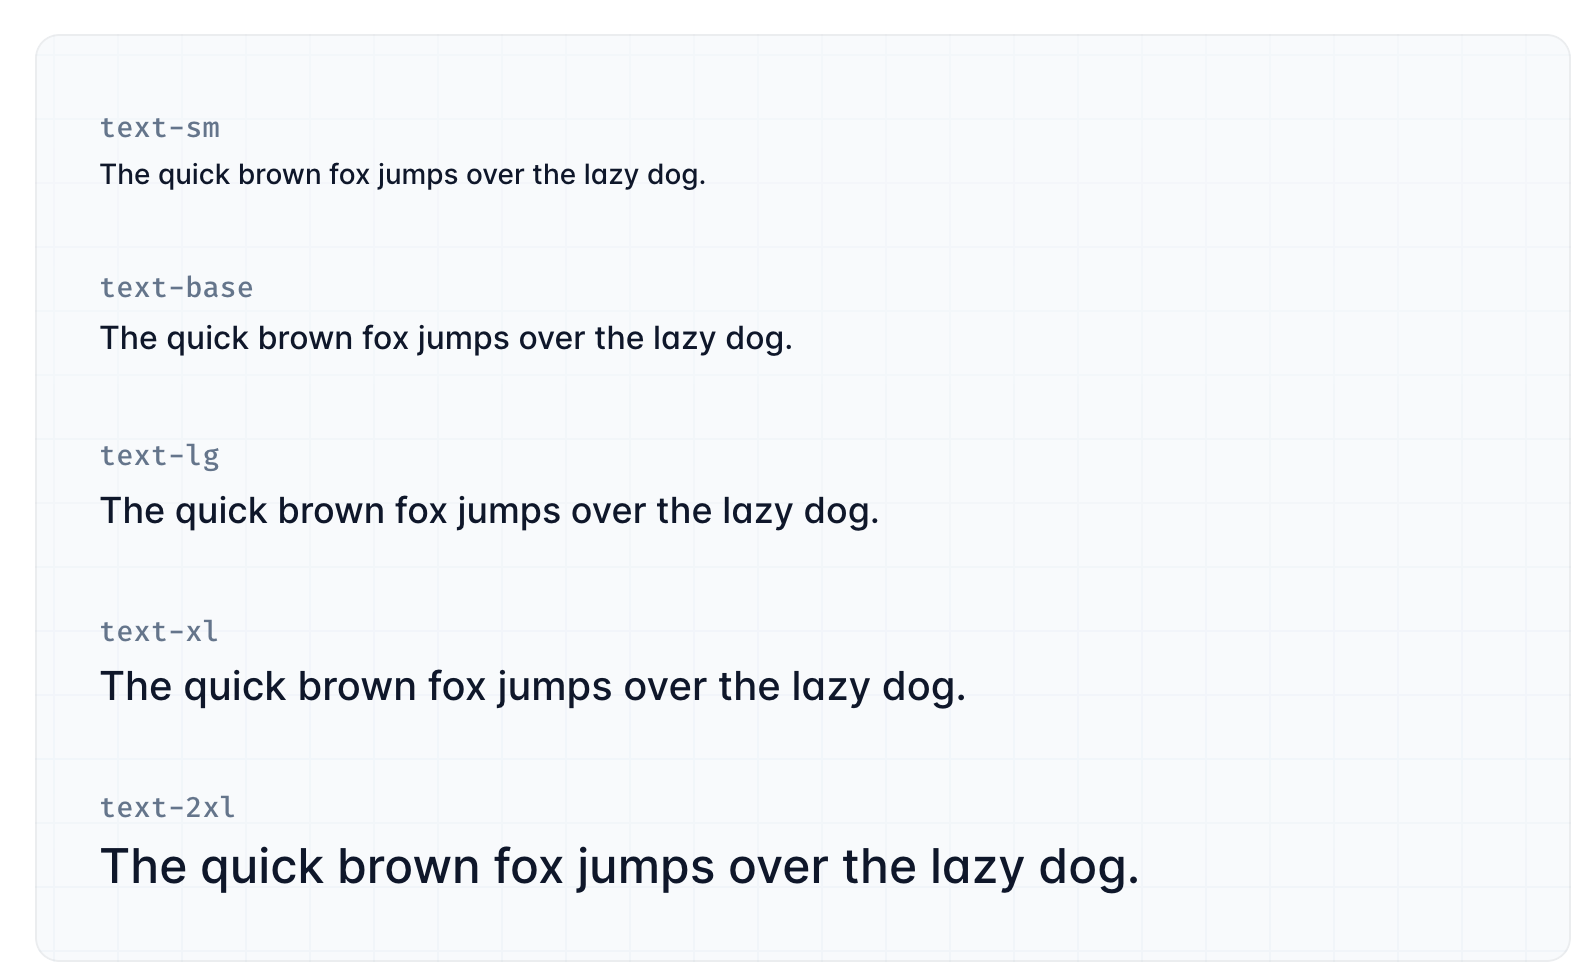 text-sm
The quick brown fox jumps over the lazy dog.
text-base
The quick brown fox jumps over the lazy dog.
text-lg
The quick brown fox jumps over the lazy dog.
text-xl
The quick brown fox jumps over the lazy dog.
text-2xl
The quick brown fox jumps over the lazy dog.